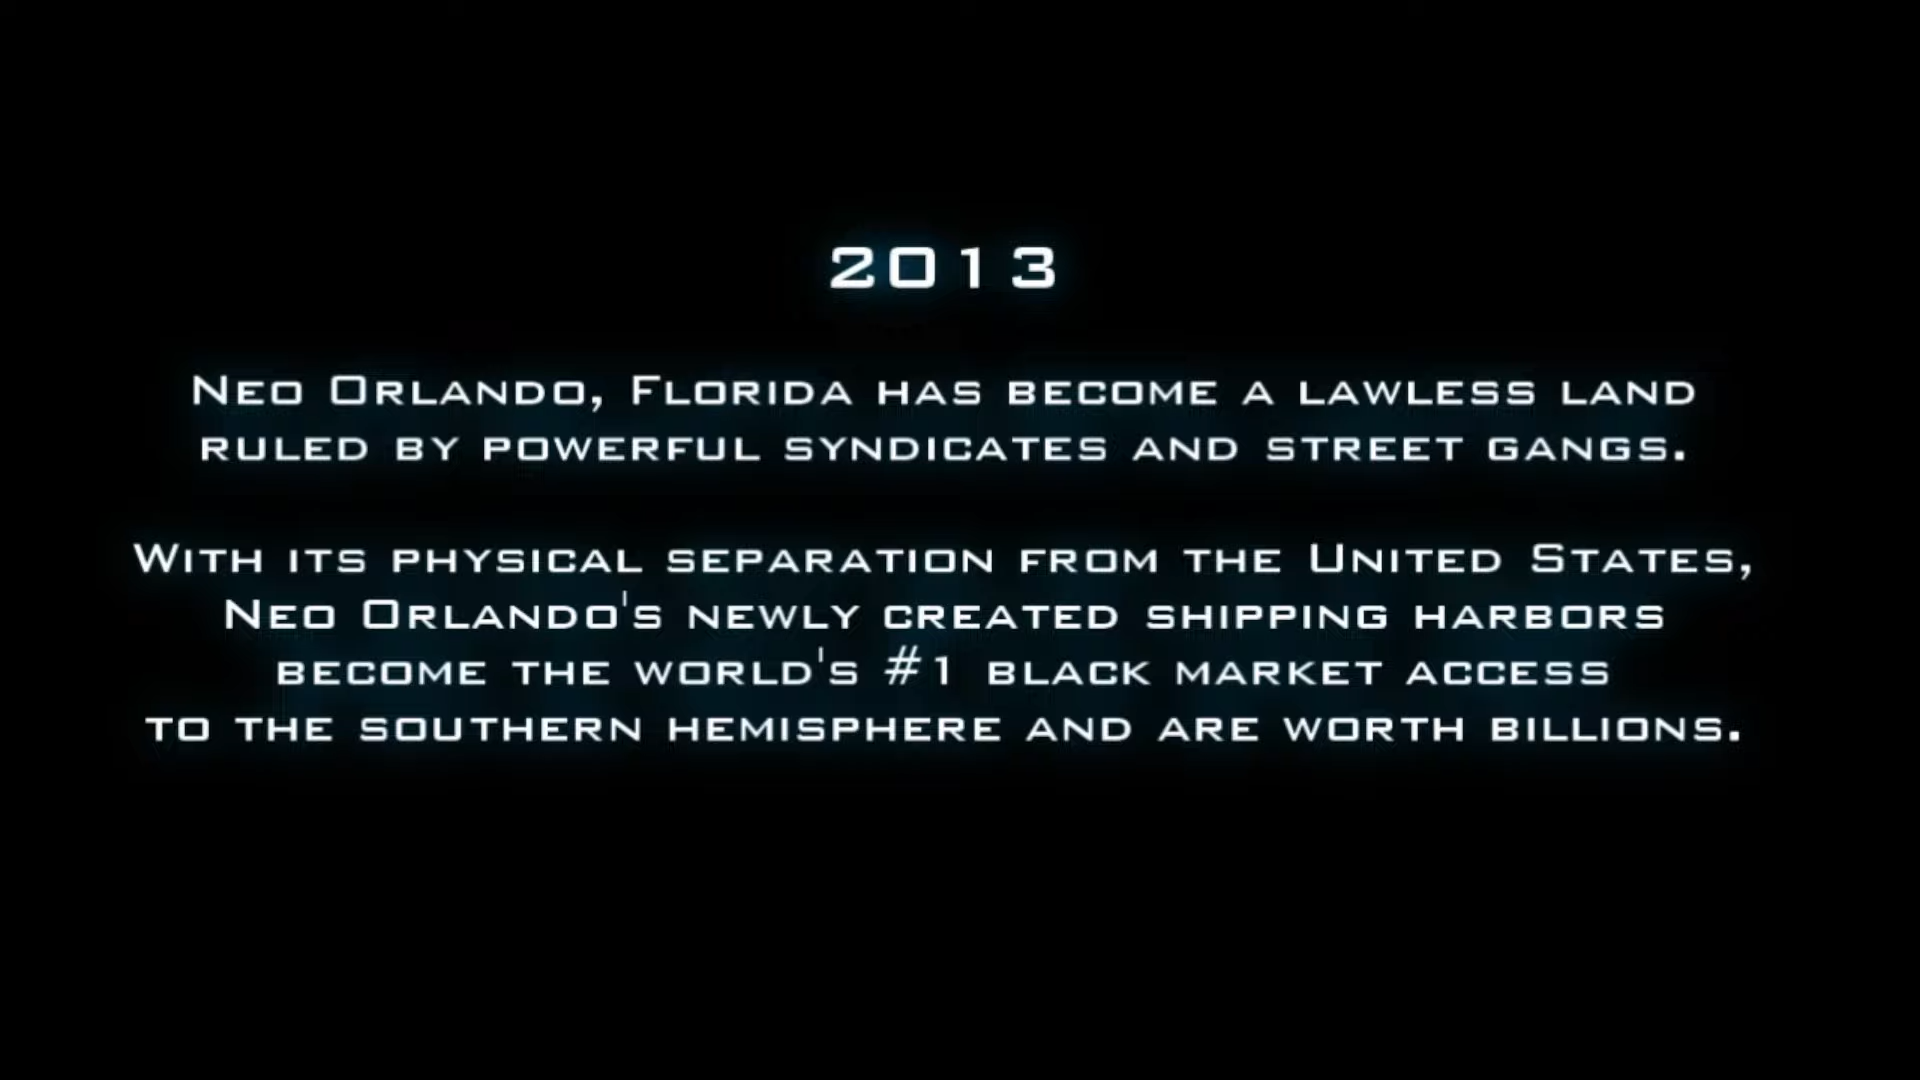 2013
Neo Orlando, Florida has become a lawless land
ruled by powerful syndicates and street gangs.
With its physical separation from the United States,
Neo Orlando's newly created shipping harbors
become the world's #1 black market access
to the southern hemisphere and are worth billions.